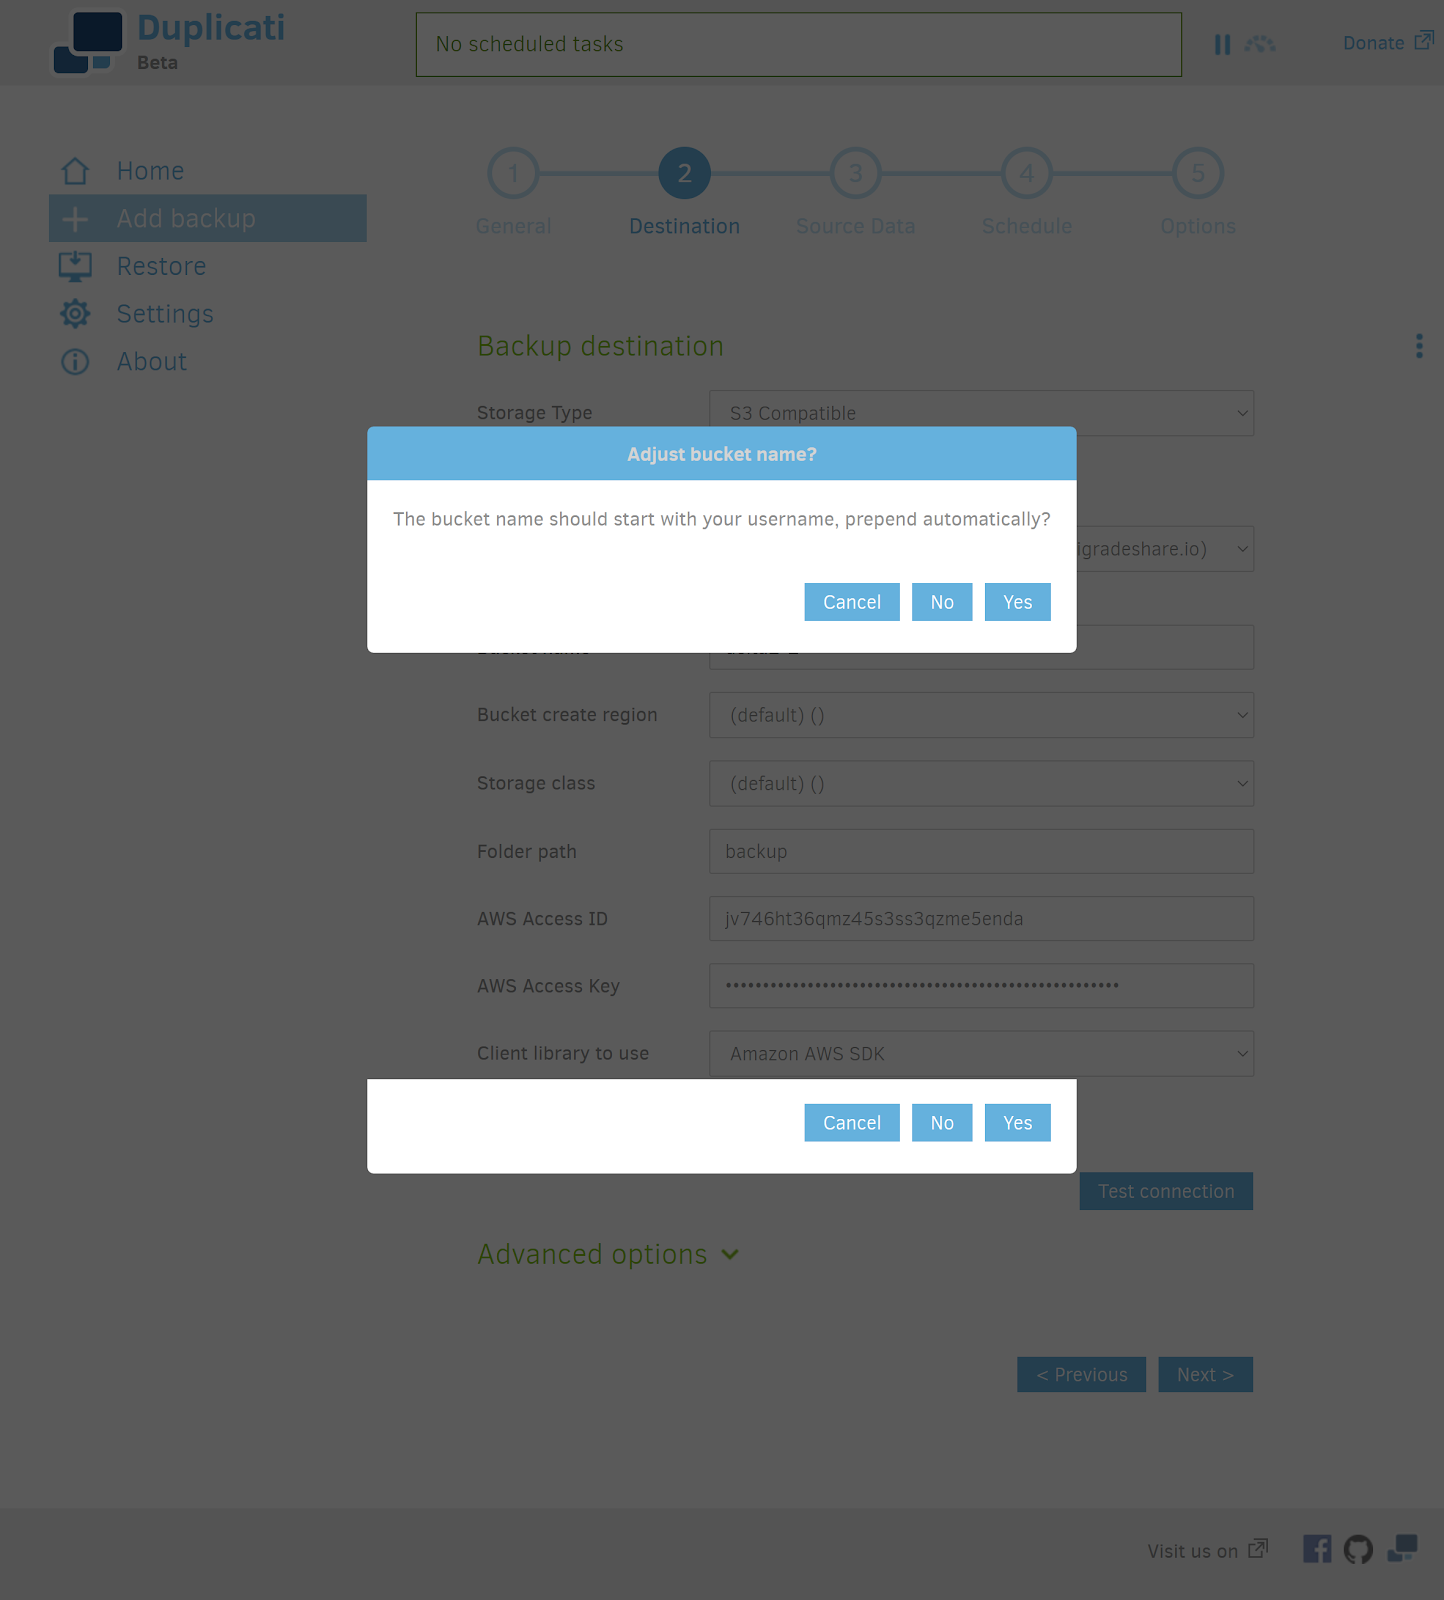 Duplicati
Beta
No scheduled tasks
Donate
Home
Add backup
Restore
Settings
About
1
2
3
4
5
General
Destination
Source Data
Schedule
Options
Backup destination
Storage Type
S3 Compatible
Adjust bucket name?
The bucket name should start with your username, prepend automatically?
igradeshare.io)
Cancel
No
Yes
Bucket create region
(default) ()
Storage class
(default) ()
Folder path
backup
AWS Access ID
jv746ht36qmz45s3ss3qzme5enda
AWS Access Key
Client library to use
Amazon AWS SDK
Cancel
No
Yes
Test connection
Advanced options
< Previous
Next >
Visit us on